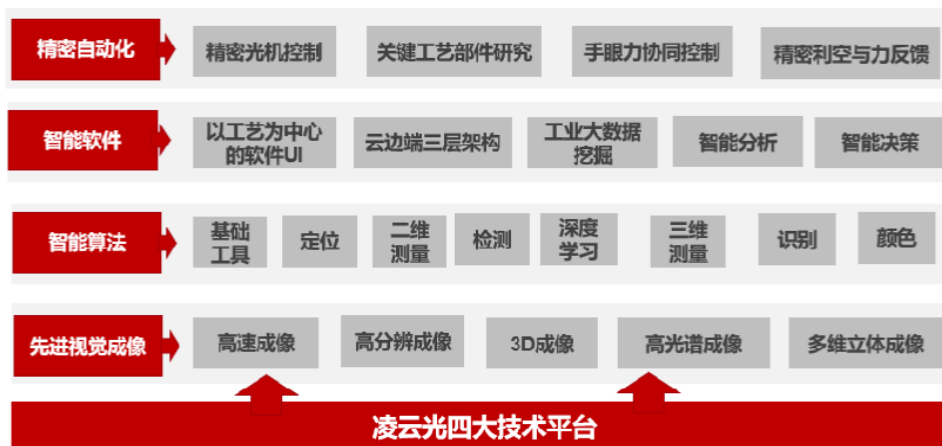 精密自动化
精密光机控制
关键工艺部件研究
手眼力协同控制
精密利空与力反馈
智能软件
以工艺为中心
的软件UI
云边端三层架构
工业大数据
挖掘
智能分析
智能决策
智能算法
基础
工具
定位
二维
测量
检测
深度
学习
三维
测量
识别
颜色
先进视觉成像
高速成像
高分辨成像
3D成像
高光谱成像
多维立体成像
凌云光四大技术平台